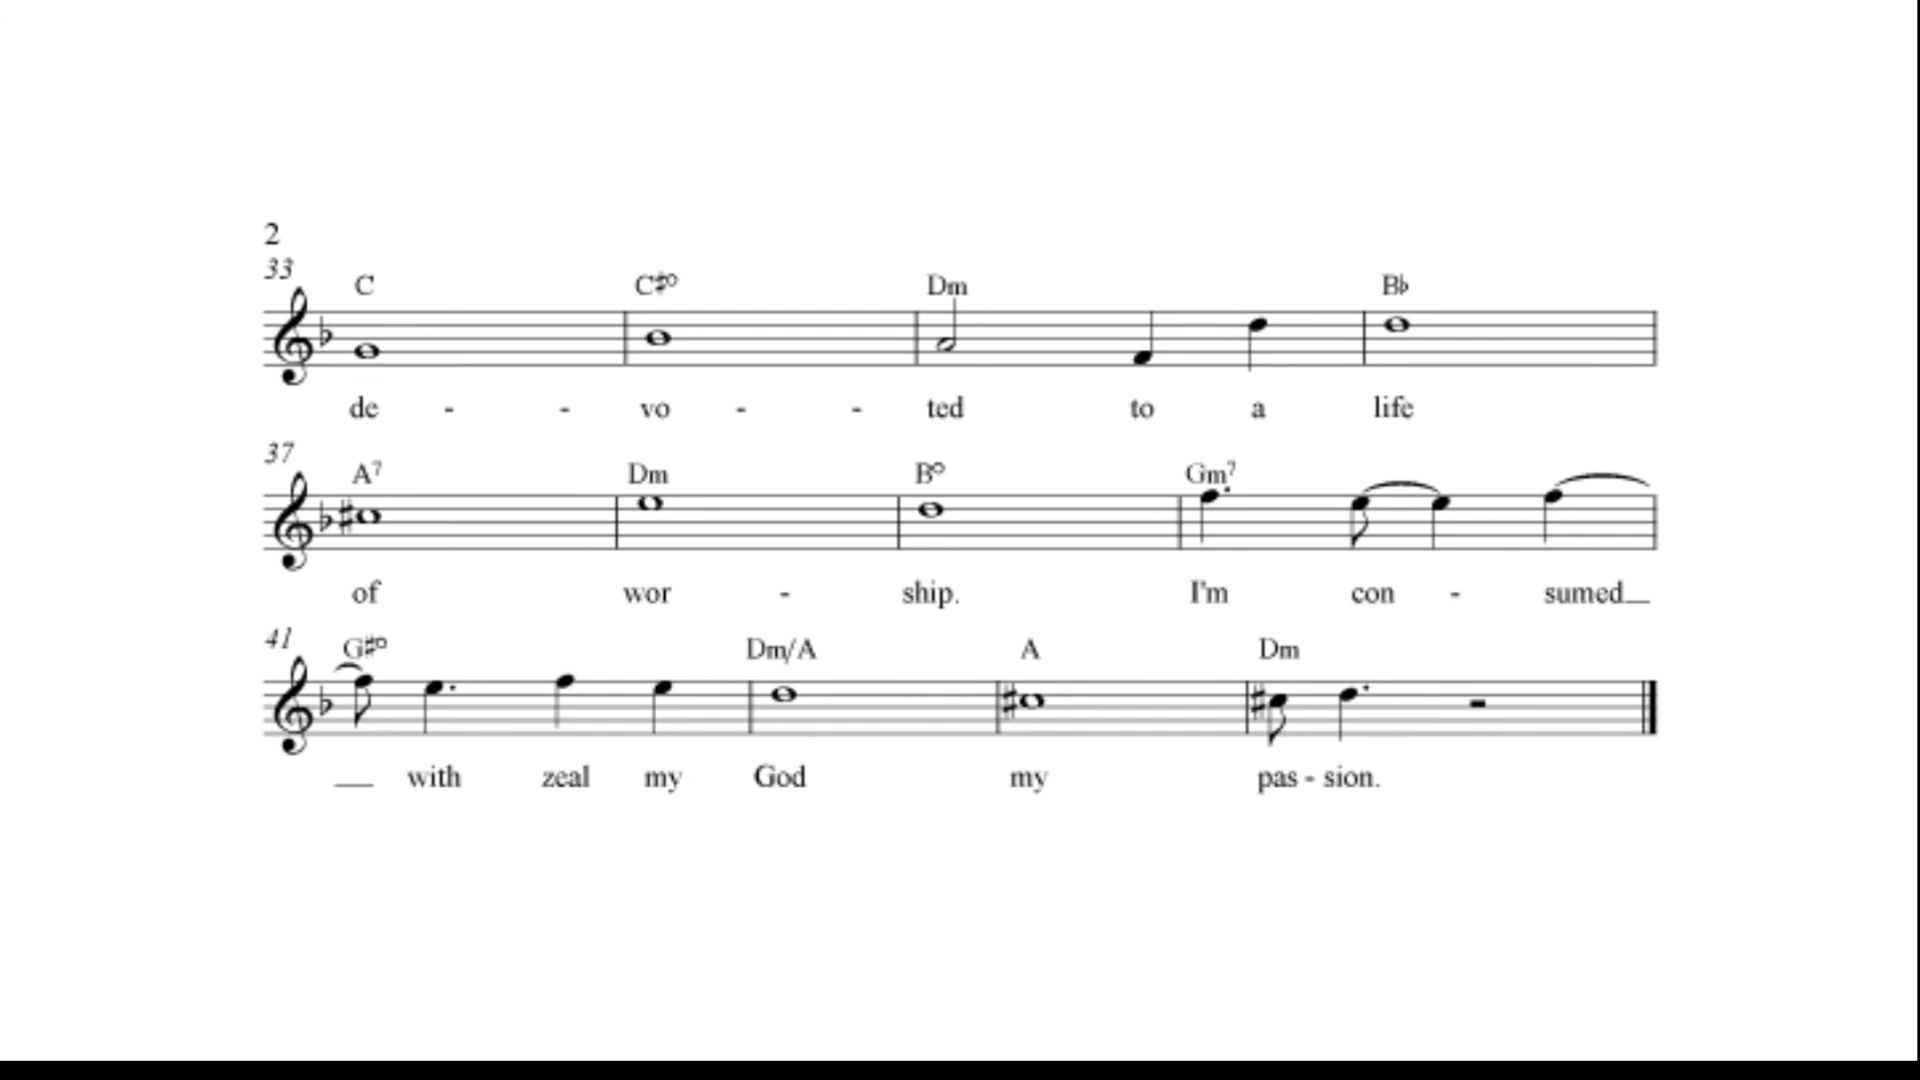 2
33
C C♯° Dm B♭
de - - vo - - ted to a life
37
A⁷ Dm B° Gm⁷
of wor - ship. I'm con - sumed
41
G♯° Dm/A A Dm
with zeal my God my pas - sion.